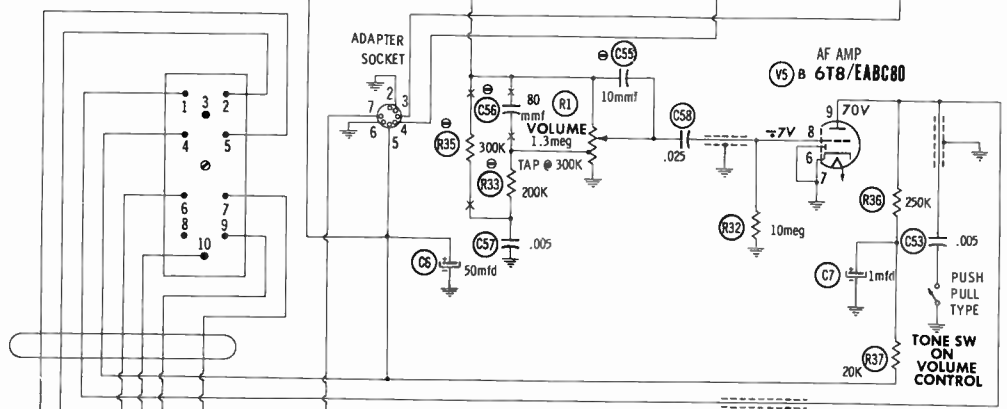 ADAPTER
SOCKET
1
3
2
4
5
6
7
8
9
10
2
3
7
6
4
5
C55
10mmf
C56
80
mmf
R1
VOLUME
1.3meg
TAP @ 300K
R35
300K
R33
200K
C57
.005
C6
50mfd
C58
.025
AF AMP
V5 B 6T8/EABC80
9
70V
-.7V
8
6
7
R32
10meg
R36
250K
C53
.005
C7
1mfd
PUSH
PULL
TYPE
R37
20K
TONE SW
ON
VOLUME
CONTROL